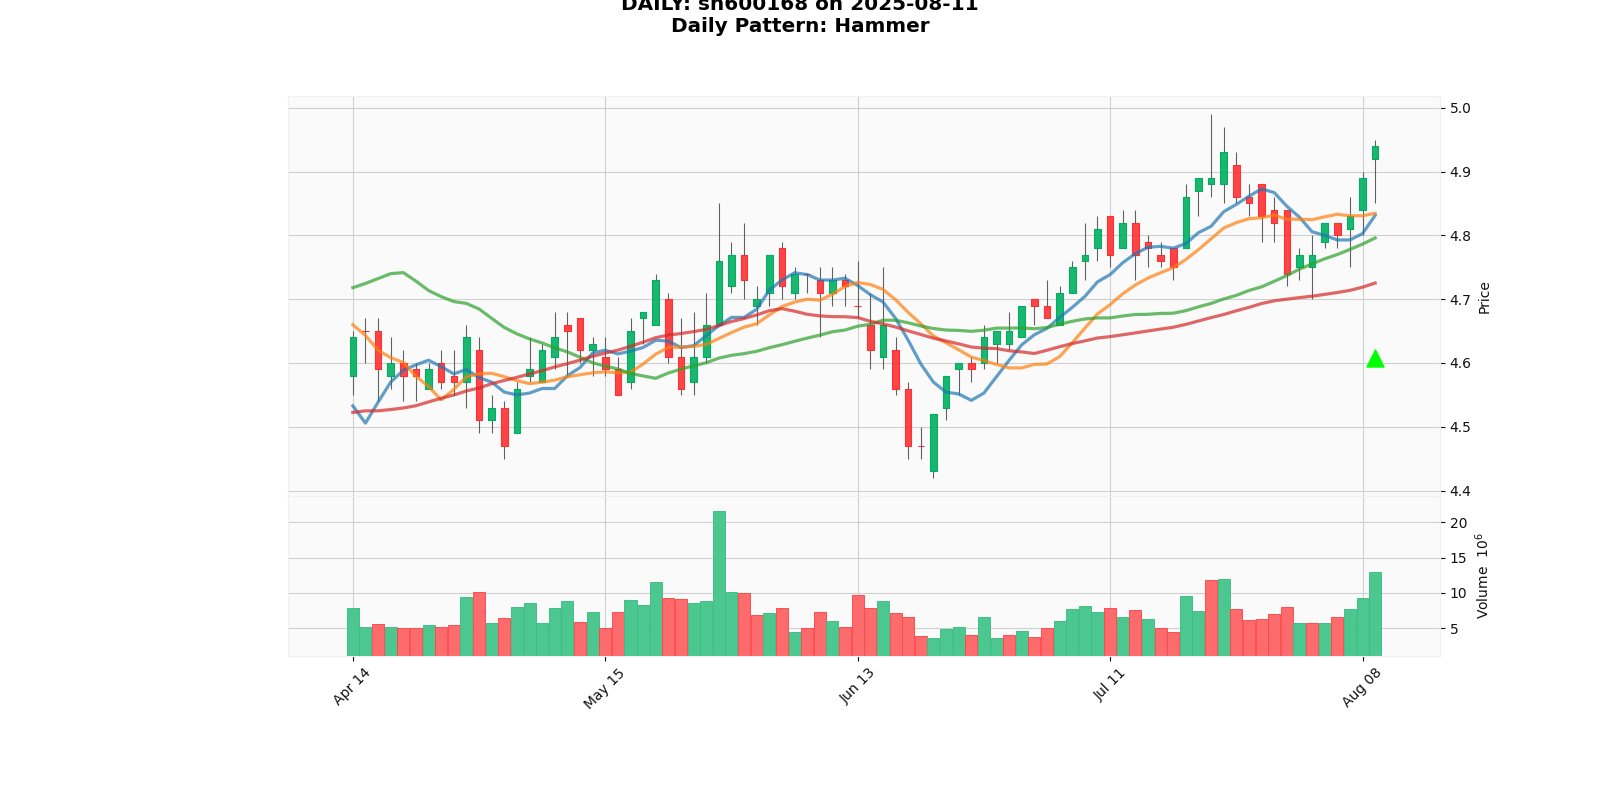 DAILY: sh600168 on 2025-08-11
Daily Pattern: Hammer
5.0
4.9
4.8
4.7
4.6
4.5
4.4
Price
20
15
10
5
Volume 10^6
Apr 14
May 15
Jun 13
Jul 11
Aug 08